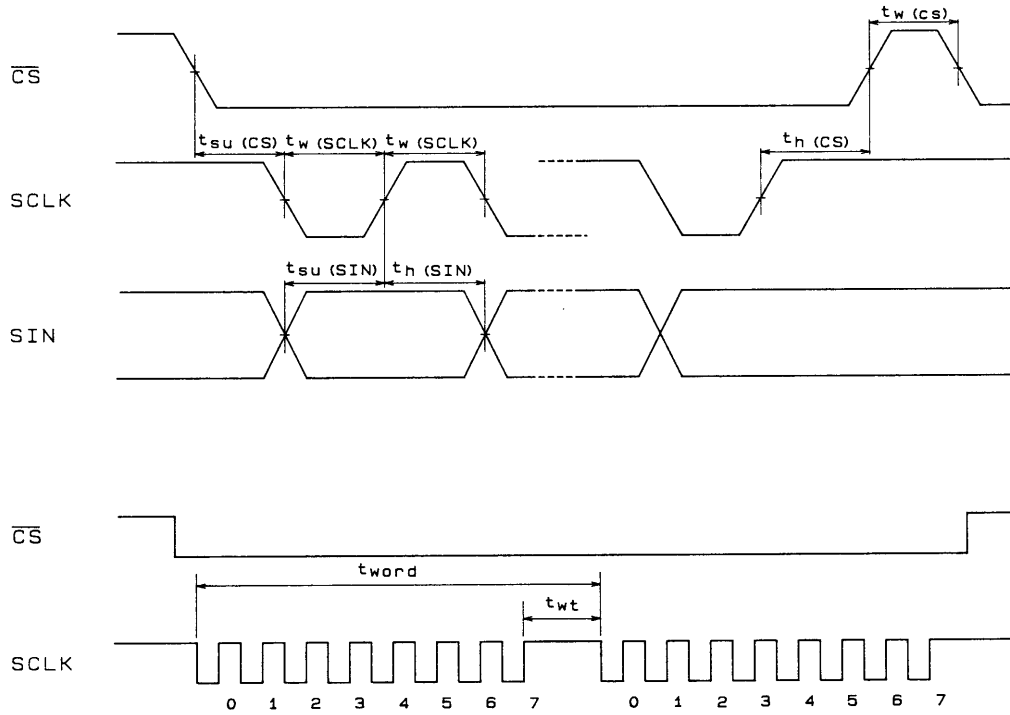 tw (CS)
CS
tsu (CS) tw (SCLK) tw (SCLK) th (CS)
SCLK
tsu (SIN) th (SIN)
SIN
CS
tword
twt
SCLK
0 1 2 3 4 5 6 7 0 1 2 3 4 5 6 7